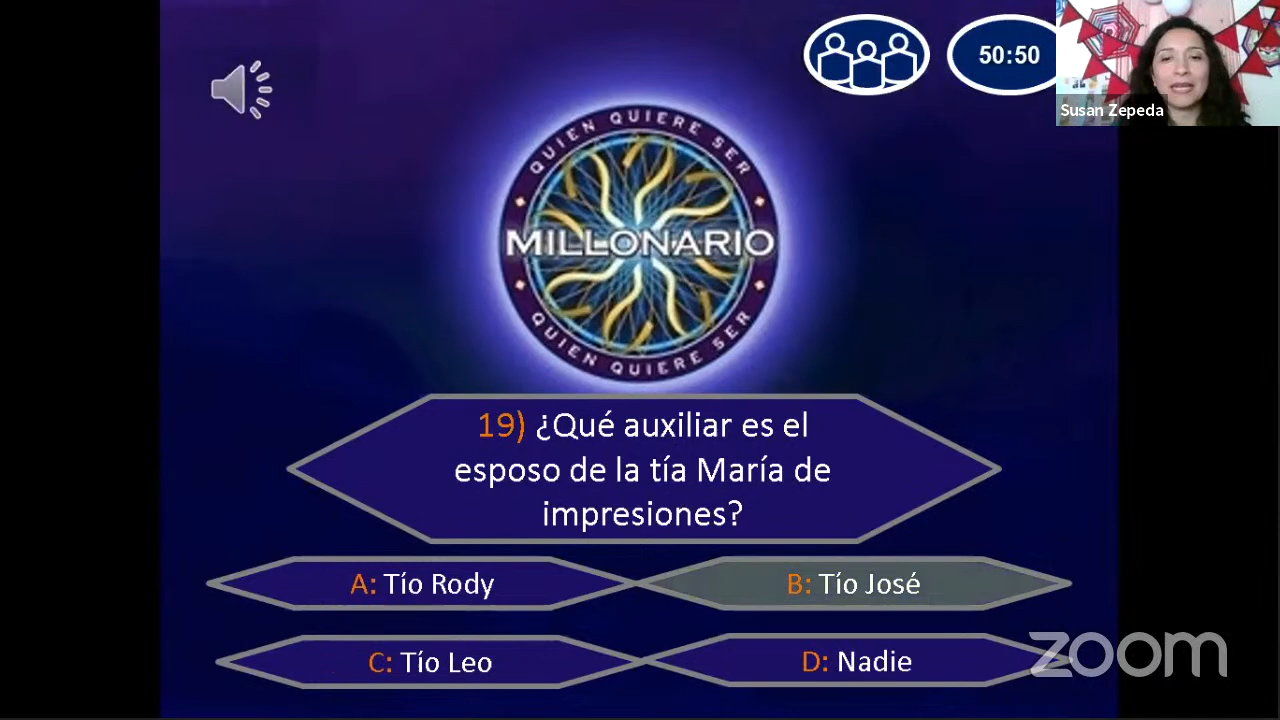 50:50
Susan Zepeda
QUIEN QUIERE SER
MILLONARIO
QUIEN QUIERE SER
19) ¿Qué auxiliar es el
esposo de la tía María de
impresiones?
A: Tío Rody
B: Tío José
C: Tío Leo
D: Nadie
zoom